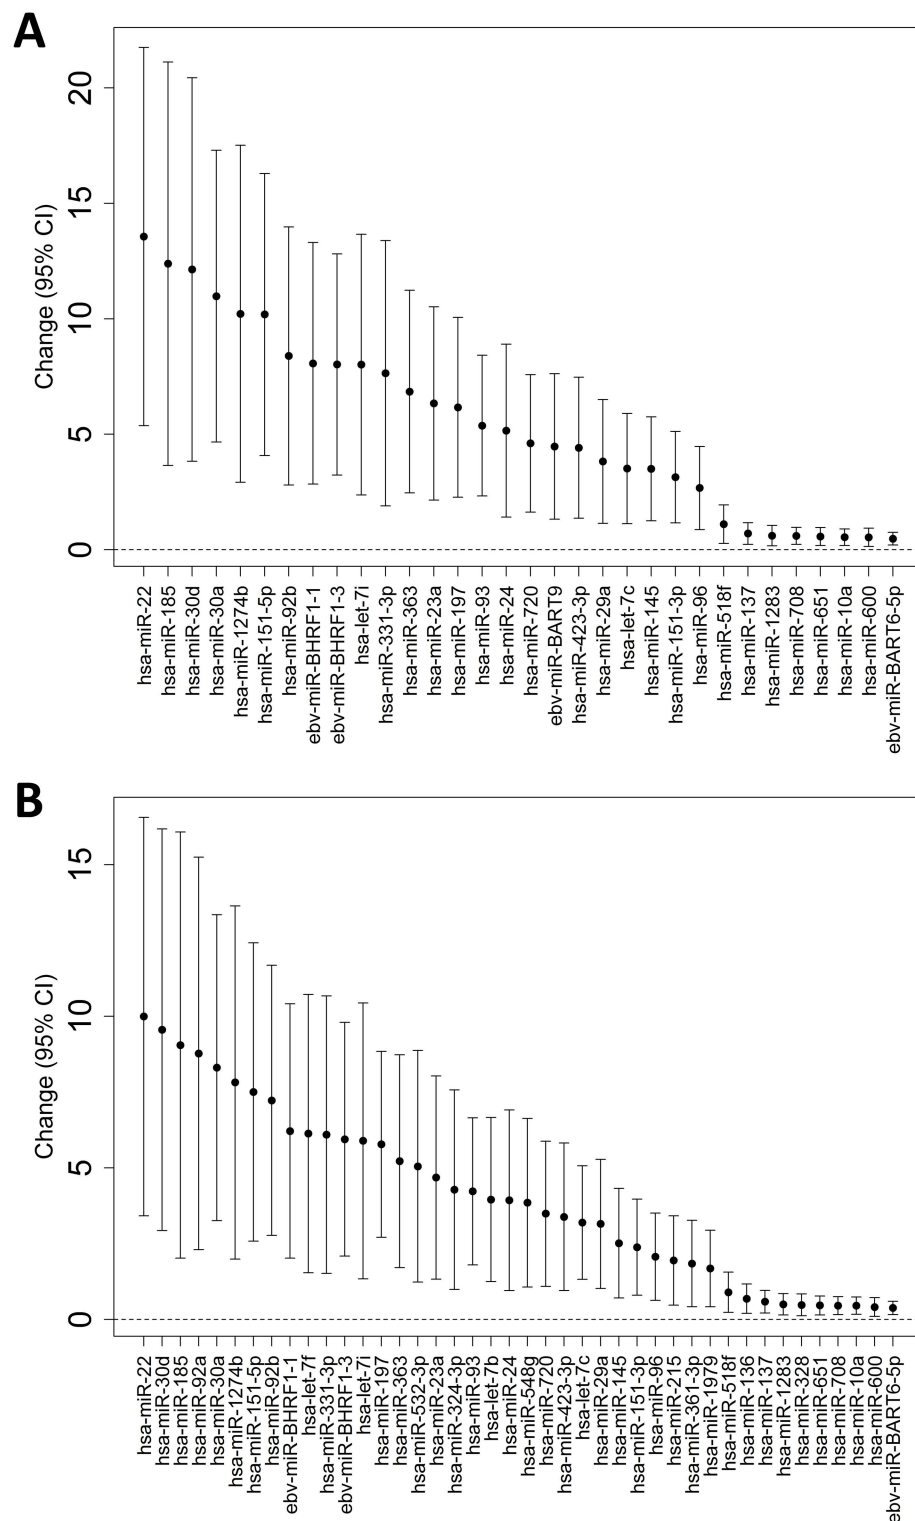 A
Change (95% CI)
20
15
10
5
0
hsa-miR-22
hsa-miR-185
hsa-miR-30d
hsa-miR-30a
hsa-miR-1274b
hsa-miR-151-5p
hsa-miR-92b
ebv-miR-BHRF1-1
ebv-miR-BHRF1-3
hsa-let-7i
hsa-miR-331-3p
hsa-miR-363
hsa-miR-23a
hsa-miR-197
hsa-miR-93
hsa-miR-24
hsa-miR-720
ebv-miR-BART9
hsa-miR-423-3p
hsa-miR-29a
hsa-let-7c
hsa-miR-145
hsa-miR-151-3p
hsa-miR-96
hsa-miR-518f
hsa-miR-137
hsa-miR-1283
hsa-miR-708
hsa-miR-651
hsa-miR-10a
hsa-miR-600
ebv-miR-BART6-5p
B
Change (95% CI)
15
10
5
0
hsa-miR-22
hsa-miR-30d
hsa-miR-185
hsa-miR-92a
hsa-miR-30a
hsa-miR-1274b
hsa-miR-151-5p
hsa-miR-92b
ebv-miR-BHRF1-1
hsa-let-7f
hsa-miR-331-3p
ebv-miR-BHRF1-3
hsa-let-7i
hsa-miR-197
hsa-miR-363
hsa-miR-532-3p
hsa-miR-23a
hsa-miR-324-3p
hsa-miR-93
hsa-let-7b
hsa-miR-24
hsa-miR-548g
hsa-miR-720
hsa-miR-423-3p
hsa-let-7c
hsa-miR-29a
hsa-miR-145
hsa-miR-151-3p
hsa-miR-96
hsa-miR-215
hsa-miR-361-3p
hsa-miR-1979
hsa-miR-518f
hsa-miR-136
hsa-miR-137
hsa-miR-1283
hsa-miR-328
hsa-miR-651
hsa-miR-708
hsa-miR-10a
hsa-miR-600
ebv-miR-BART6-5p